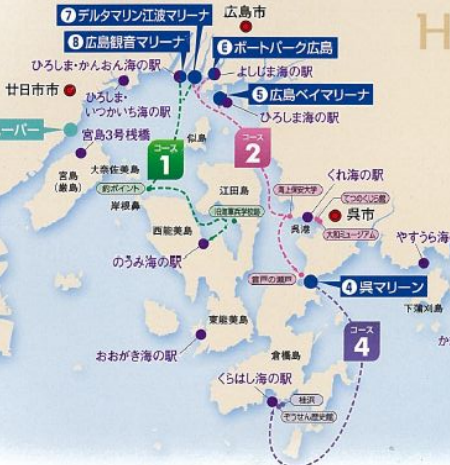 広島市
H
⑦デルタマリン江波マリーナ
⑧広島観音マリーナ
Ⓔボートパーク広島
ひろしま・かんおん海の駅
よしじま海の駅
廿日市市
ひろしま・
いつかいち海の駅
⑤広島ベイマリーナ
ひろしま海の駅
ーパー
宮島3号桟橋
似島
コース
1
コース
2
宮島
(厳島)
大奈佐美島
釣ポイント
岸根鼻
江田島
くれ海の駅
海上保安大学
てつのくじら館
呉市
呉港
大和ミュージアム
西能美島
のうみ海の駅
やすうら海
音戸の瀬戸
④呉マリーン
下蒲刈島
東能美島
コース
4
おおがき海の駅
倉橋島
か
くらはし海の駅
桂浜
ぞうせん歴史館